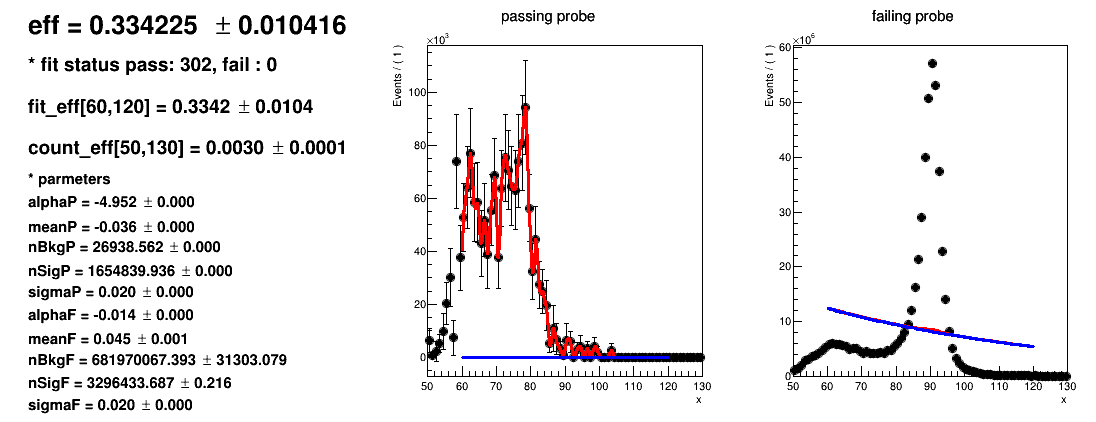 eff = 0.334225 ± 0.010416
* fit status pass: 302, fail : 0
fit_eff[60,120] = 0.3342 ± 0.0104
count_eff[50,130] = 0.0030 ± 0.0001
* parmeters
alphaP = -4.952 ± 0.000
meanP = -0.036 ± 0.000
nBkgP = 26938.562 ± 0.000
nSigP = 1654839.936 ± 0.000
sigmaP = 0.020 ± 0.000
alphaF = -0.014 ± 0.000
meanF = 0.045 ± 0.001
nBkgF = 681970067.393 ± 31303.079
nSigF = 3296433.687 ± 0.216
sigmaF = 0.020 ± 0.000
passing probe
×10³
Events / ( 1 )
100
80
60
40
20
0
50 60 70 80 90 100 110 120 130
x
failing probe
×10⁶
Events / ( 1 )
60
50
40
30
20
10
0
50 60 70 80 90 100 110 120 130
x